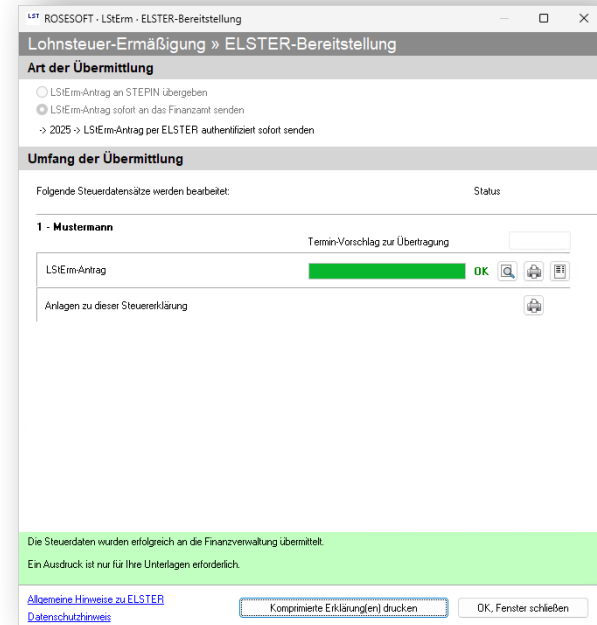 LST ROSESOFT · LStErm · ELSTER-Bereitstellung
Lohnsteuer-Ermäßigung » ELSTER-Bereitstellung
Art der Übermittlung
LStErm-Antrag an STEPIN übergeben
LStErm-Antrag sofort an das Finanzamt senden
-> 2025 -> LStErm-Antrag per ELSTER authentifiziert sofort senden
Umfang der Übermittlung
Folgende Steuerdatensätze werden bearbeitet: Status
1 - Mustermann
Termin-Vorschlag zur Übertragung
LStErm-Antrag OK
Anlagen zu dieser Steuererklärung
Die Steuerdaten wurden erfolgreich an die Finanzverwaltung übermittelt.
Ein Ausdruck ist nur für Ihre Unterlagen erforderlich.
Allgemeine Hinweise zu ELSTER
Komprimierte Erklärung(en) drucken OK, Fenster schließen
Datenschutzhinweis